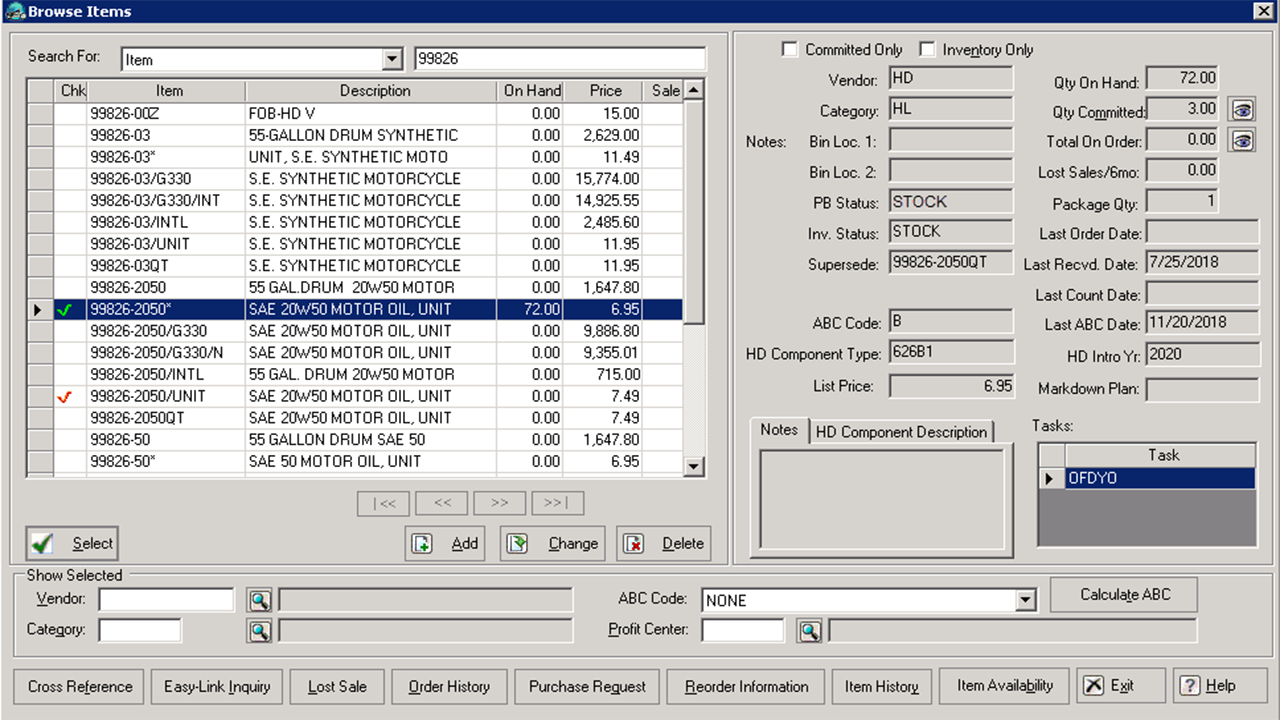 Browse Items
Search For: Item 99826
Chk Item Description On Hand Price Sale
99826-00Z FOB-HD V 0.00 15.00
99826-03 55-GALLON DRUM SYNTHETIC 0.00 2,629.00
99826-03* UNIT, S.E. SYNTHETIC MOTO 0.00 11.49
99826-03/G330 S.E. SYNTHETIC MOTORCYCLE 0.00 15,774.00
99826-03/G330/INT S.E. SYNTHETIC MOTORCYCLE 0.00 14,925.55
99826-03/INTL S.E. SYNTHETIC MOTORCYCLE 0.00 2,485.60
99826-03/UNIT S.E. SYNTHETIC MOTORCYCLE 0.00 11.95
99826-03QT S.E. SYNTHETIC MOTORCYCLE 0.00 11.95
99826-2050 55 GAL.DRUM 20W50 MOTOR 0.00 1,647.80
99826-2050* SAE 20W50 MOTOR OIL, UNIT 72.00 6.95
99826-2050/G330 SAE 20W50 MOTOR OIL, UNIT 0.00 9,886.80
99826-2050/G330/N SAE 20W50 MOTOR OIL, UNIT 0.00 9,355.01
99826-2050/INTL 55 GAL. DRUM 20W50 MOTOR 0.00 715.00
99826-2050/UNIT SAE 20W50 MOTOR OIL, UNIT 0.00 7.49
99826-2050QT SAE 20W50 MOTOR OIL, UNIT 0.00 7.49
99826-50 55 GALLON DRUM SAE 50 0.00 1,647.80
99826-50* SAE 50 MOTOR OIL, UNIT 0.00 6.95
|<< << >> >>|
Select Add Change Delete
Committed Only Inventory Only
Vendor: HD Qty On Hand: 72.00
Category: HL Qty Committed: 3.00
Notes: Bin Loc. 1: Total On Order: 0.00
Bin Loc. 2: Lost Sales/6mo: 0.00
PB Status: STOCK Package Qty: 1
Inv. Status: STOCK Last Order Date:
Supersede: 99826-2050QT Last Recvd. Date: 7/25/2018
Last Count Date:
ABC Code: B Last ABC Date: 11/20/2018
HD Component Type: 626B1 HD Intro Yr: 2020
List Price: 6.95 Markdown Plan:
Notes HD Component Description Tasks:
Task
OFDYO
Show Selected
Vendor: ABC Code: NONE Calculate ABC
Category: Profit Center:
Cross Reference Easy-Link Inquiry Lost Sale Order History Purchase Request Reorder Information Item History Item Availability Exit ? Help